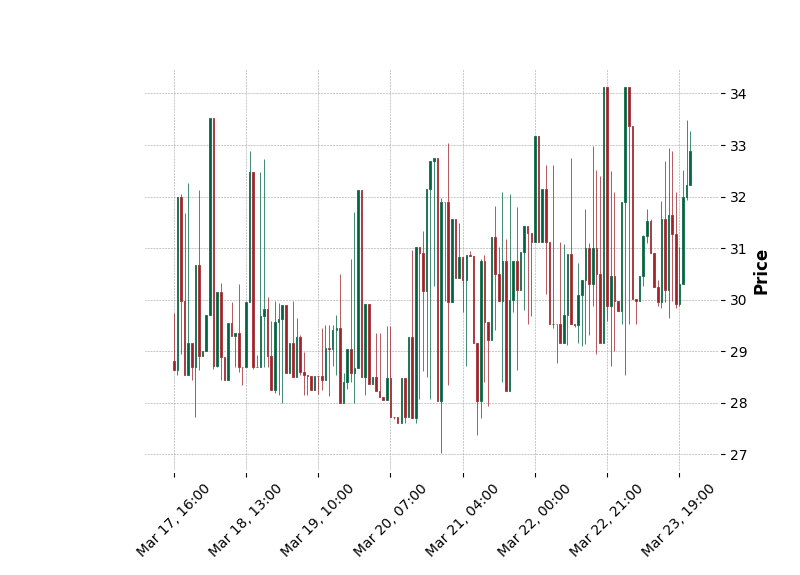 34
33
32
31
30
29
28
27
Price
Mar 17, 16:00
Mar 18, 13:00
Mar 19, 10:00
Mar 20, 07:00
Mar 21, 04:00
Mar 22, 00:00
Mar 22, 21:00
Mar 23, 19:00